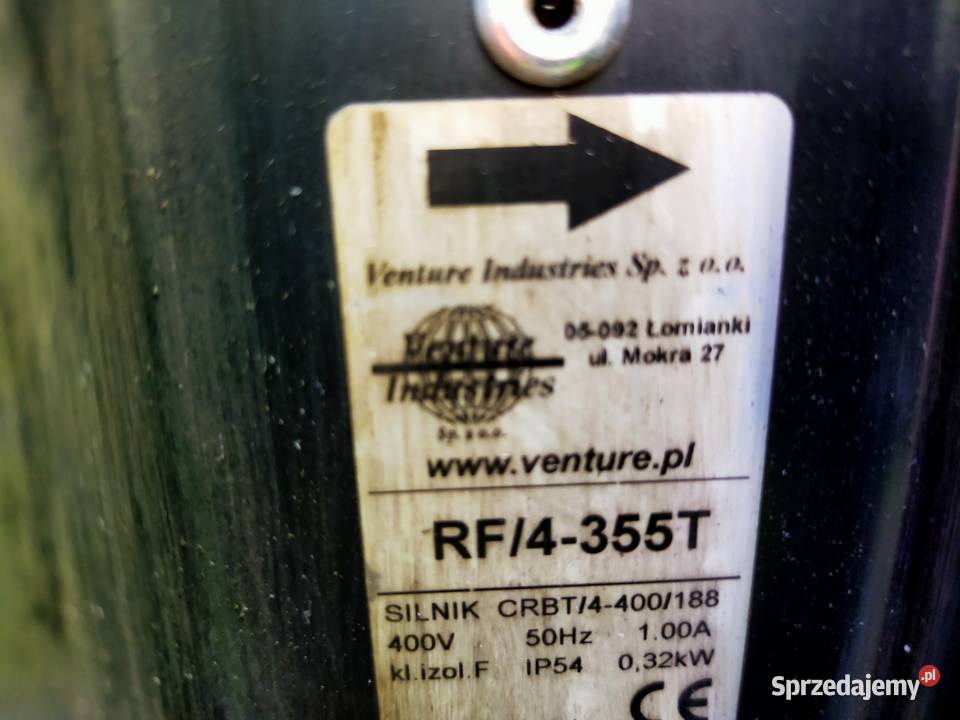 Venture Industries Sp. z o.o.
05-092 Łomianki
ul. Mokra 27
Venture
Industries
Sp. z o.o.
www.venture.pl
RF/4-355T
SILNIK CRBT/4-400/188
400V 50Hz 1.00A
kl.izol.F IP54 0,32kW
CE
Sprzedajemy.pl